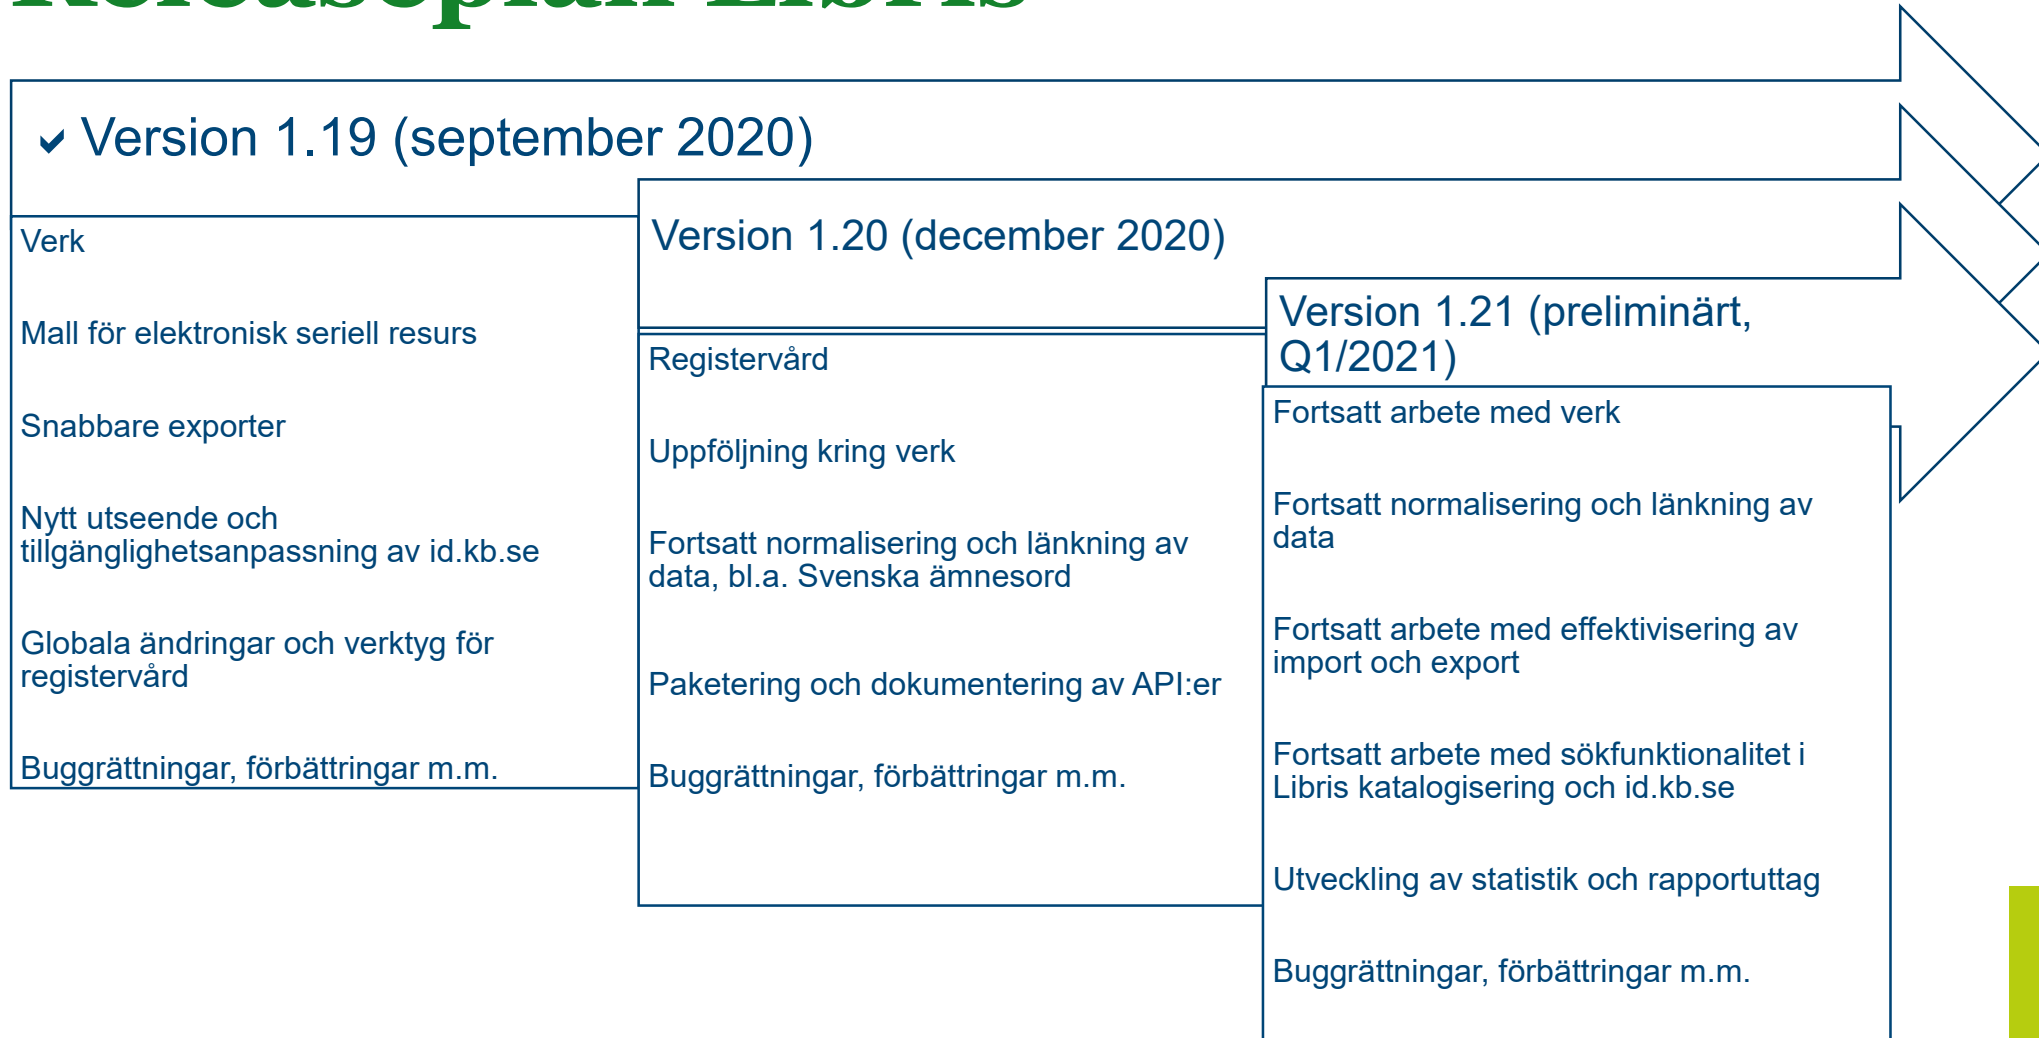 Releaseplan Libris
Version 1.19 (september 2020)
Verk
Mall för elektronisk seriell resurs
Snabbare exporter
Nytt utseende och
tillgänglighetsanpassning av id.kb.se
Globala ändringar och verktyg för
registervård
Buggrättningar, förbättringar m.m.
Version 1.20 (december 2020)
Registervård
Uppföljning kring verk
Fortsatt normalisering och länkning av
data, bl.a. Svenska ämnesord
Paketering och dokumentering av API:er
Buggrättningar, förbättringar m.m.
Version 1.21 (preliminärt,
Q1/2021)
Fortsatt arbete med verk
Fortsatt normalisering och länkning av
data
Fortsatt arbete med effektivisering av
import och export
Fortsatt arbete med sökfunktionalitet i
Libris katalogisering och id.kb.se
Utveckling av statistik och rapportuttag
Buggrättningar, förbättringar m.m.